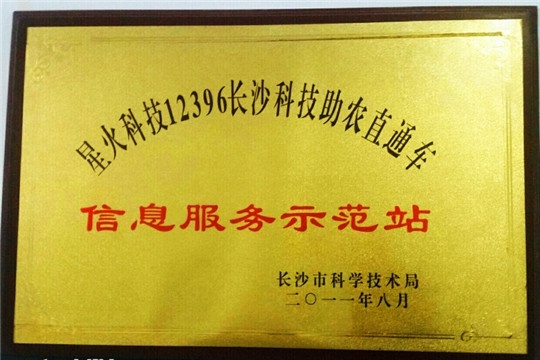 星火科技12396长沙科技助农直通车
信息服务示范站
长沙市科学技术局
二〇一一年八月